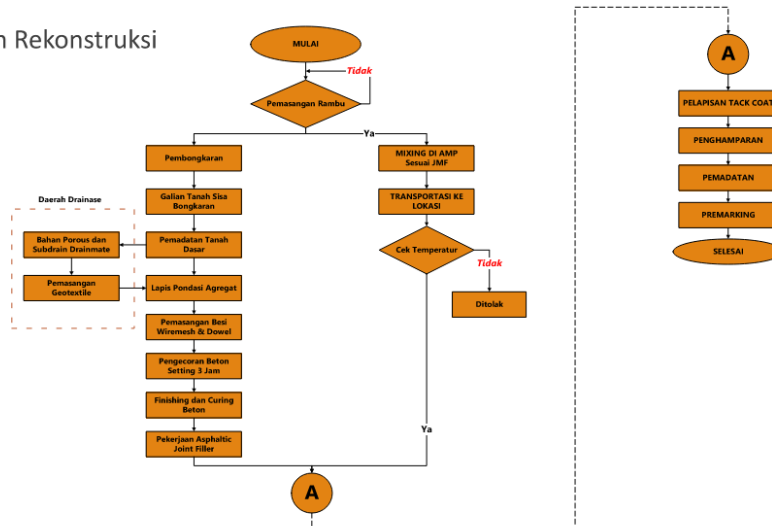 n Rekonstruksi
MULAI
Tidak
Pemasangan Rambu
Ya
Pembongkaran
MIXING DI AMP
Sesuai JMF
Galian Tanah Sisa
Bongkaran
TRANSPORTASI KE
LOKASI
Daerah Drainase
Bahan Porous dan
Subdrain Drainmate
Pemadatan Tanah
Dasar
Cek Temperatur
Tidak
Pemasangan
Geotextile
Lapis Pondasi Agregat
Ditolak
Pemasangan Besi
Wiremesh & Dowel
Pengecoran Beton
Setting 3 Jam
Finishing dan Curing
Beton
Pekerjaan Asphaltic
Joint Filler
Ya
A
A
PELAPISAN TACK COAT
PENGHAMPARAN
PEMADATAN
PREMARKING
SELESAI